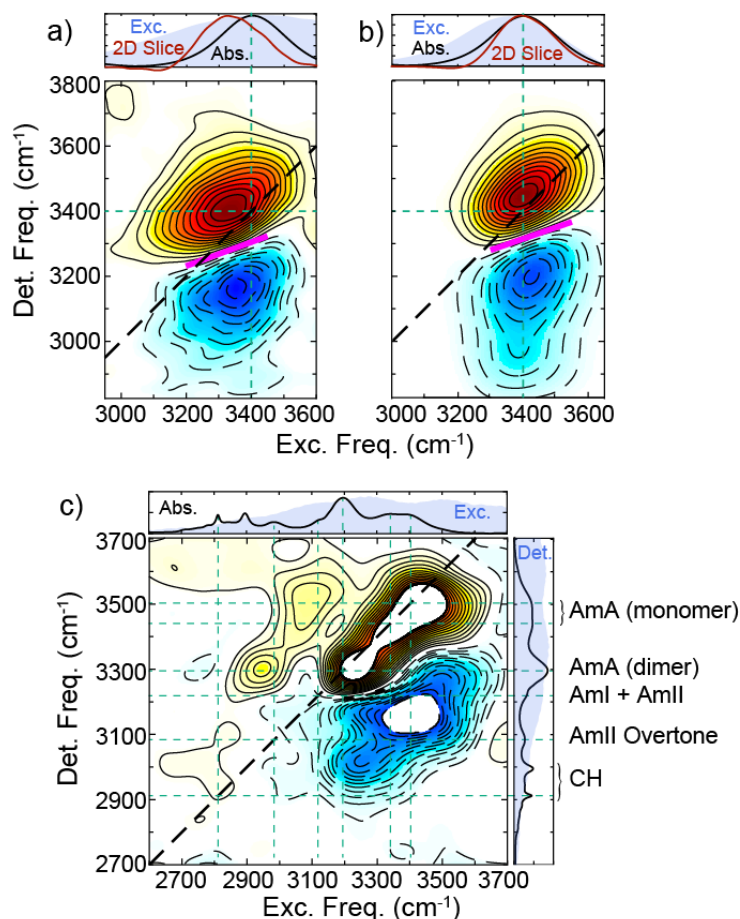 a)
Exc.
2D Slice
Abs.
b)
Exc.
Abs.
2D Slice
3800
3600
3400
3200
3000
Det. Freq. (cm-1)
3000 3200 3400 3600
3000 3200 3400 3600
Exc. Freq. (cm-1)
c)
Abs.
Exc.
Det.
3700
3500
3300
3100
2900
2700
Det. Freq. (cm-1)
AmA (monomer)
AmA (dimer)
AmI + AmII
AmII Overtone
CH
2700 2900 3100 3300 3500 3700
Exc. Freq. (cm-1)